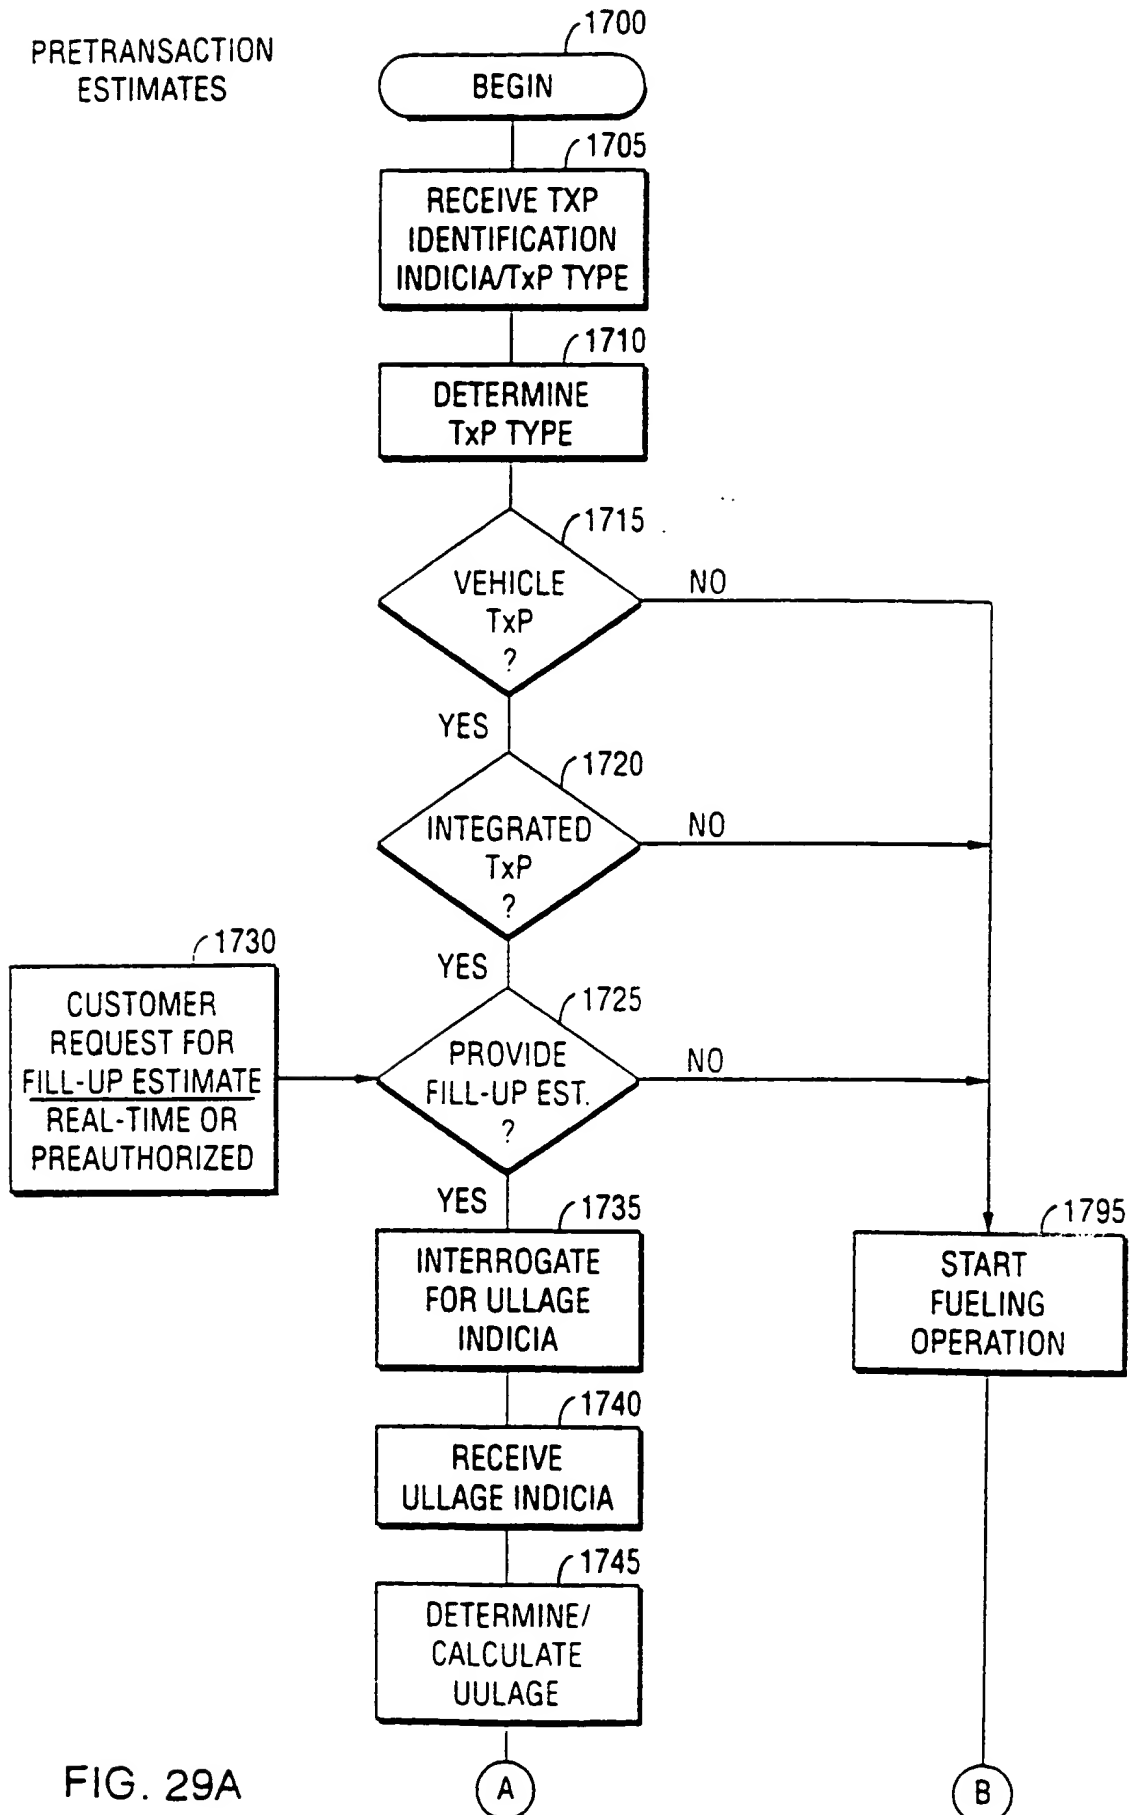 PRETRANSACTION
ESTIMATES
1700
BEGIN
1705
RECEIVE TXP
IDENTIFICATION
INDICIA/TxP TYPE
1710
DETERMINE
TxP TYPE
1715
VEHICLE
TxP
?
NO
YES
1720
INTEGRATED
TxP
?
NO
YES
1730
CUSTOMER
REQUEST FOR
FILL-UP ESTIMATE
REAL-TIME OR
PREAUTHORIZED
1725
PROVIDE
FILL-UP EST.
?
NO
YES
1735
INTERROGATE
FOR ULLAGE
INDICIA
1795
START
FUELING
OPERATION
1740
RECEIVE
ULLAGE INDICIA
1745
DETERMINE/
CALCULATE
UULAGE
FIG. 29A
A
B